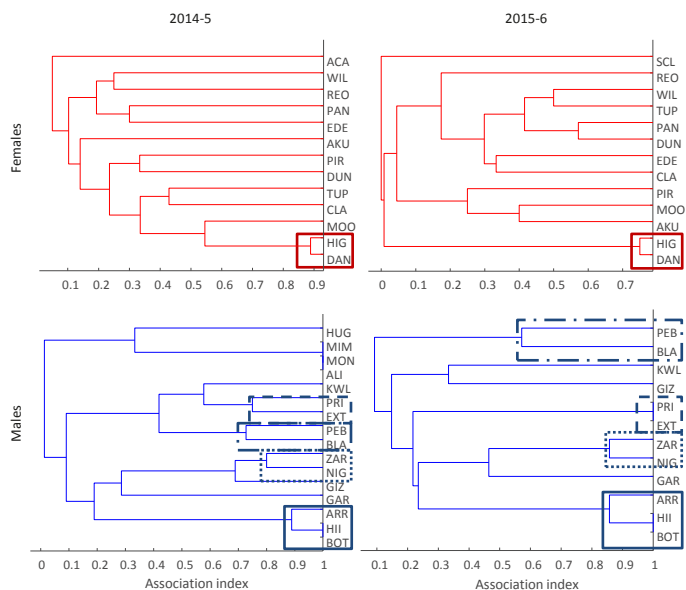 2014-5
2015-6
Females
ACA
WIL
REO
PAN
EDE
AKU
PIR
DUN
TUP
CLA
MOO
HIG
DAN
0.1 0.2 0.3 0.4 0.5 0.6 0.7 0.8 0.9
SCL
REO
WIL
TUP
PAN
DUN
EDE
CLA
PIR
MOO
AKU
HIG
DAN
0 0.1 0.2 0.3 0.4 0.5 0.6 0.7
Males
HUG
MIM
MON
ALI
KWL
PRI
EXT
PEB
BLA
ZAR
NIG
GIZ
GAR
ARR
HII
BOT
0 0.1 0.2 0.3 0.4 0.5 0.6 0.7 0.8 0.9 1
Association index
PEB
BLA
KWL
GIZ
PRI
EXT
ZAR
NIG
GAR
ARR
HII
BOT
0 0.1 0.2 0.3 0.4 0.5 0.6 0.7 0.8 0.9 1
Association index